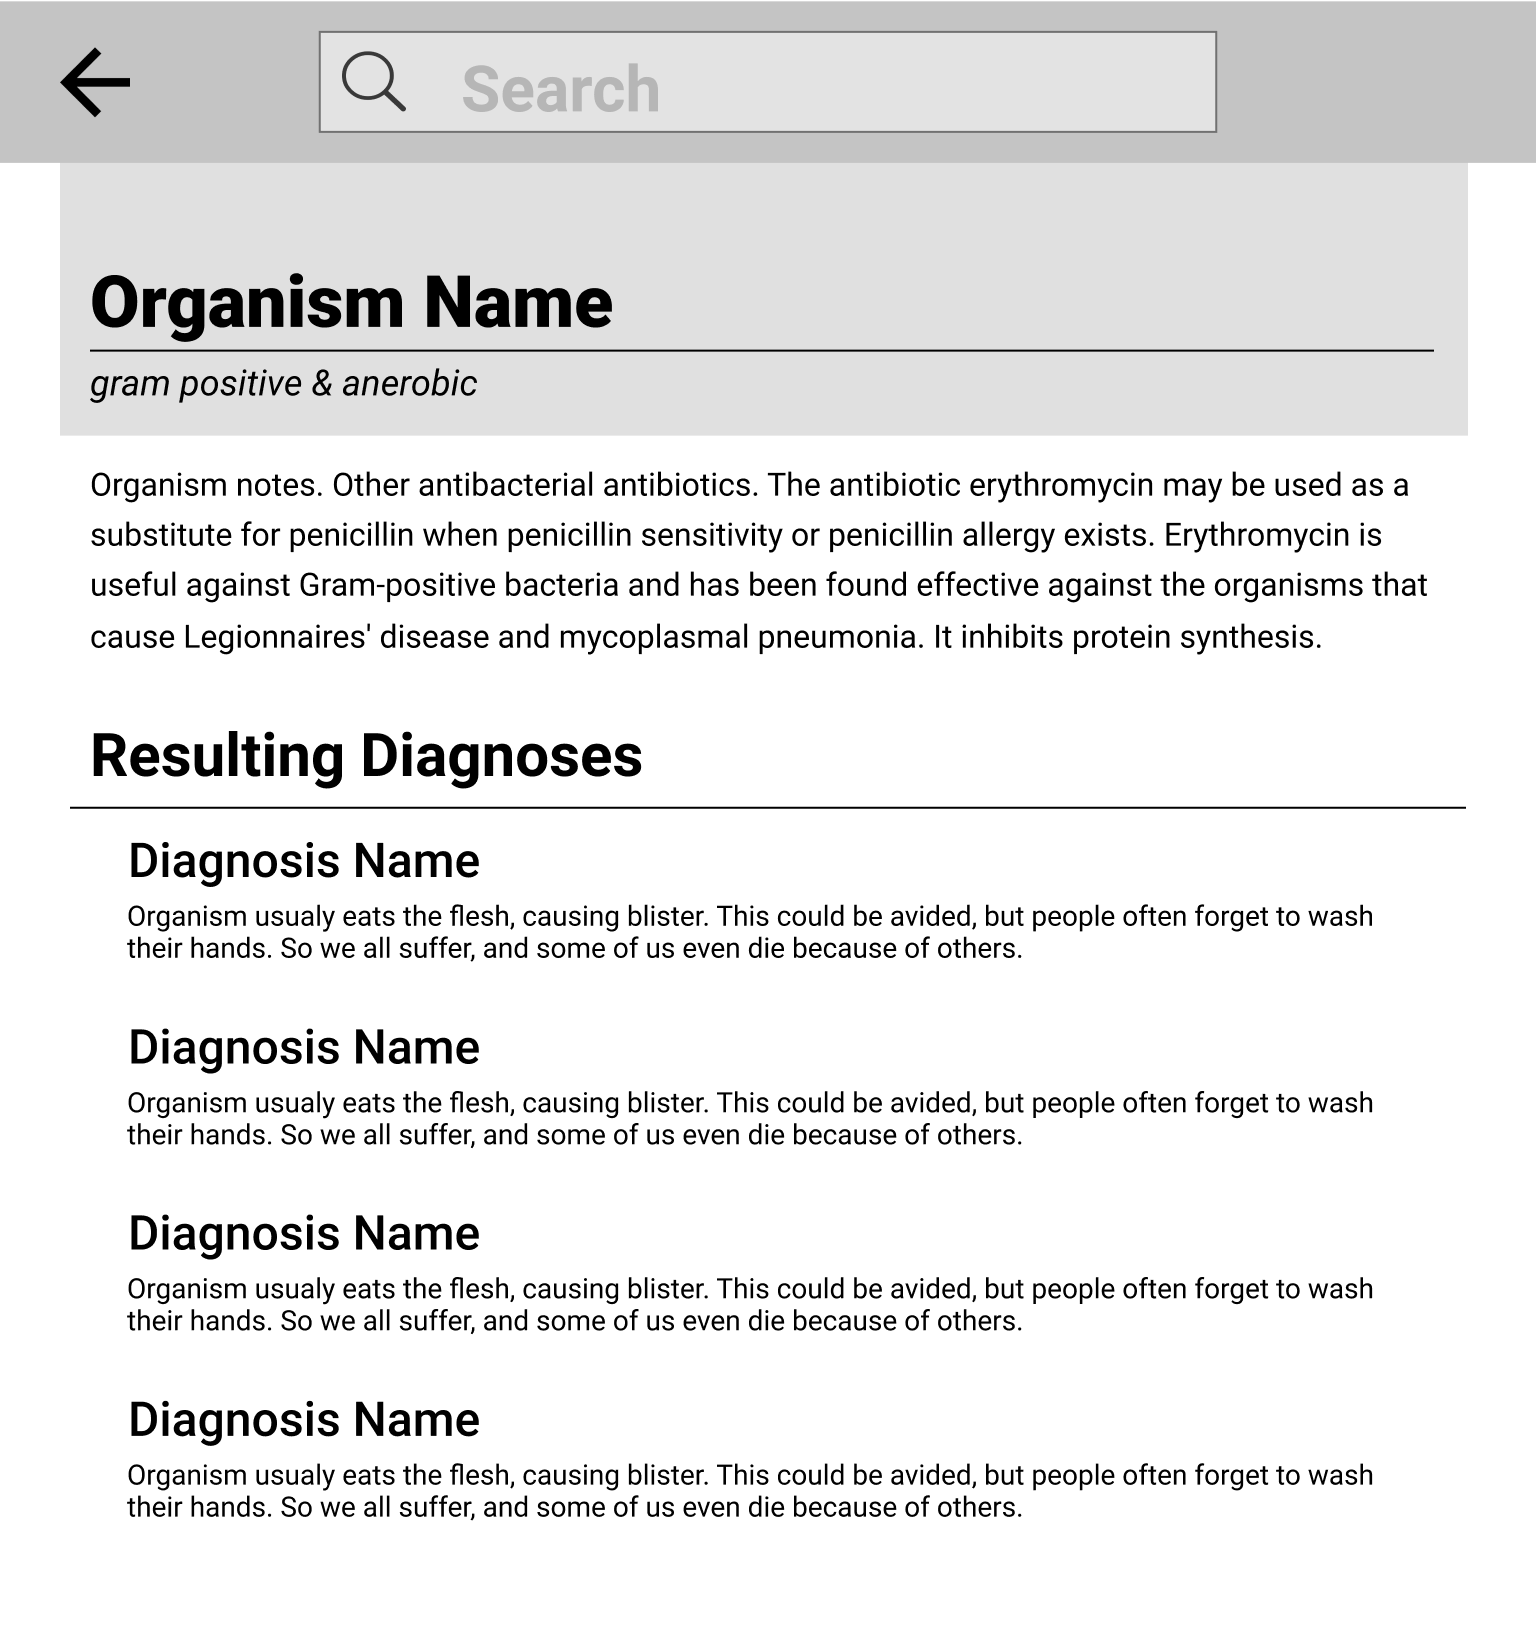 Search
Organism Name
gram positive & anerobic
Organism notes. Other antibacterial antibiotics. The antibiotic erythromycin may be used as a
substitute for penicillin when penicillin sensitivity or penicillin allergy exists. Erythromycin is
useful against Gram-positive bacteria and has been found effective against the organisms that
cause Legionnaires' disease and mycoplasmal pneumonia. It inhibits protein synthesis.
Resulting Diagnoses
Diagnosis Name
Organism usualy eats the flesh, causing blister. This could be avided, but people often forget to wash
their hands. So we all suffer, and some of us even die because of others.
Diagnosis Name
Organism usualy eats the flesh, causing blister. This could be avided, but people often forget to wash
their hands. So we all suffer, and some of us even die because of others.
Diagnosis Name
Organism usualy eats the flesh, causing blister. This could be avided, but people often forget to wash
their hands. So we all suffer, and some of us even die because of others.
Diagnosis Name
Organism usualy eats the flesh, causing blister. This could be avided, but people often forget to wash
their hands. So we all suffer, and some of us even die because of others.